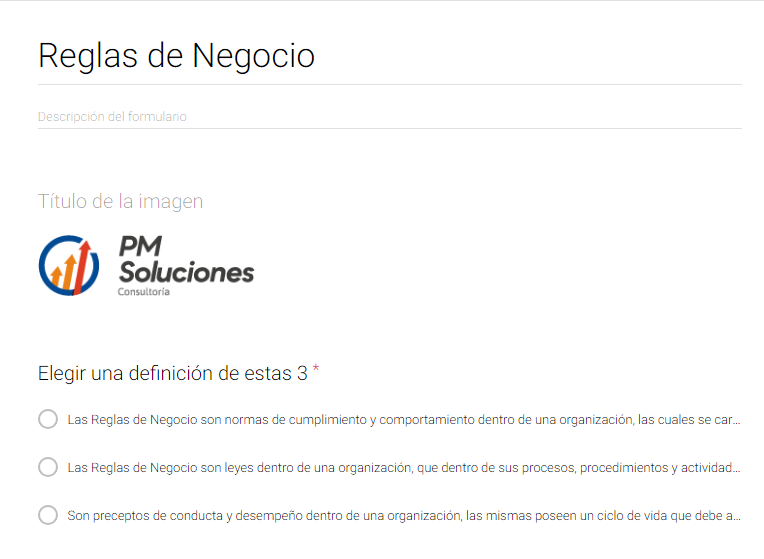 Reglas de Negocio
Descripción del formulario
Título de la imagen
PM
Soluciones
Consultoría
Elegir una definición de estas 3 *
Las Reglas de Negocio son normas de cumplimiento y comportamiento dentro de una organización, las cuales se car...
Las Reglas de Negocio son leyes dentro de una organización, que dentro de sus procesos, procedimientos y actividad...
Son preceptos de conducta y desempeño dentro de una organización, las mismas poseen un ciclo de vida que debe a...